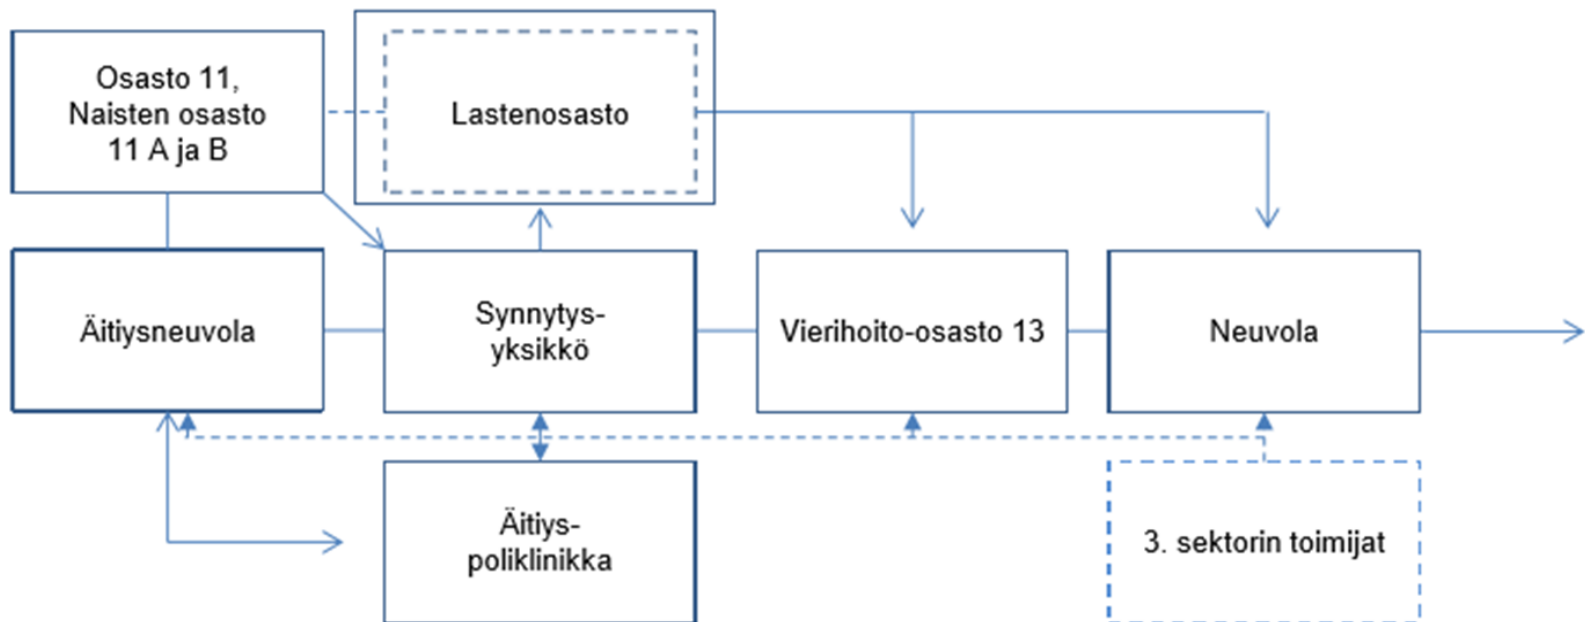 Osasto 11,
Naisten osasto
11 A ja B
Lastenosasto
Äitiysneuvola
Synnytys-
yksikkö
Vierihoito-osasto 13
Neuvola
Äitiys-
poliklinikka
3. sektorin toimijat